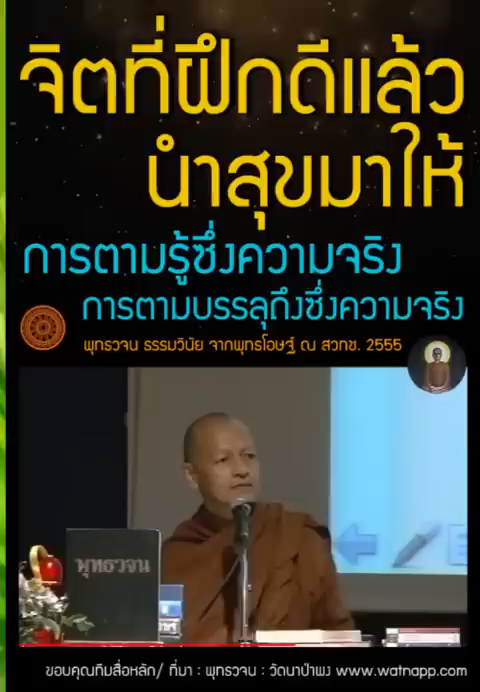 จิตที่ฝึกดีแล้ว
นำสุขมาให้
การตามรู้ซึ่งความจริง
การตามบรรลุถึงซึ่งความจริง
พุทธวจน ธรรมวินัย จากพุทธโอษฐ์ ณ สวทช. 2555
พุทธวจน
ขอบคุณทีมสื่อหลัก/ ที่มา : พุทธวจน : วัดนาป่าพง www.watnapp.com